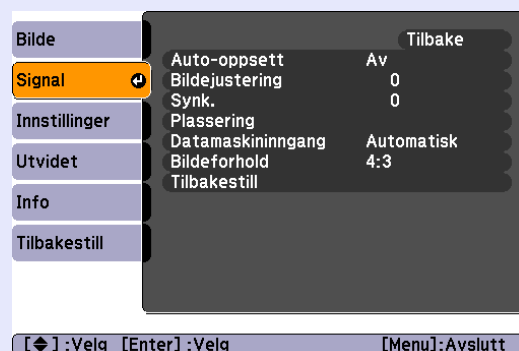 Bilde
Signal
Innstillinger
Utvidet
Info
Tilbakestill
Tilbake
Auto-oppsett Av
Bildejustering 0
Synk. 0
Plassering
Datamaskininngang Automatisk
Bildeforhold 4:3
Tilbakestill
[◆] :Velg [Enter] :Velg [Menu]:Avslutt